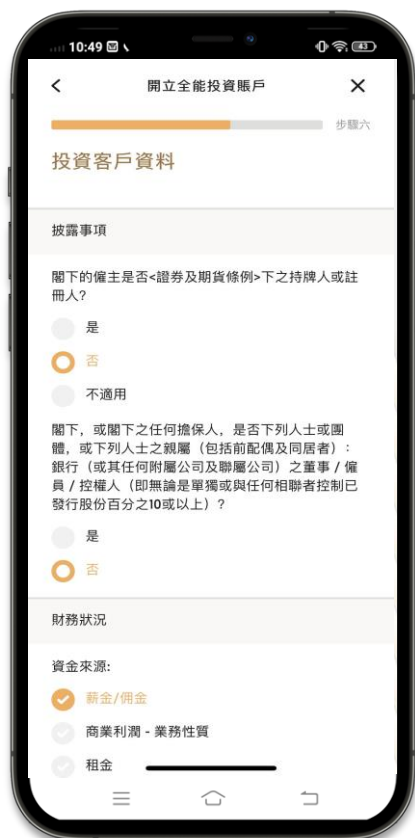 10:49
43
開立全能投資賬戶
步驟六
投資客戶資料
披露事項
閣下的僱主是否<證券及期貨條例>下之持牌人或註
冊人?
是
否
不適用
閣下，或閣下之任何擔保人，是否下列人士或團
體，或下列人士之親屬（包括前配偶及同居者）：
銀行（或其任何附屬公司及聯屬公司）之董事 / 僱
員 / 控權人（即無論是單獨或與任何相聯者控制已
發行股份百分之10或以上）?
是
否
財務狀況
資金來源:
薪金/佣金
商業利潤 - 業務性質
租金